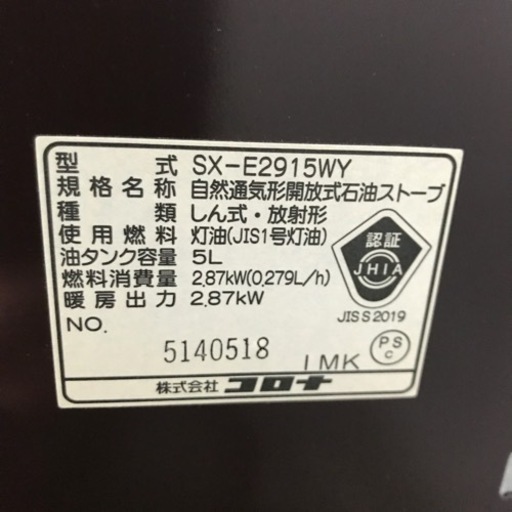 型式 SX-E2915WY
規格名称 自然通気形開放式石油ストーブ
種類 しん式・放射形
使用燃料 灯油(JIS1号灯油)
油タンク容量 5L
燃料消費量 2.87kW(0.279L/h)
暖房出力 2.87kW
認証
JHIA
JIS S 2019
NO.
5140518
1MK
PS
C
株式会社 コロナ